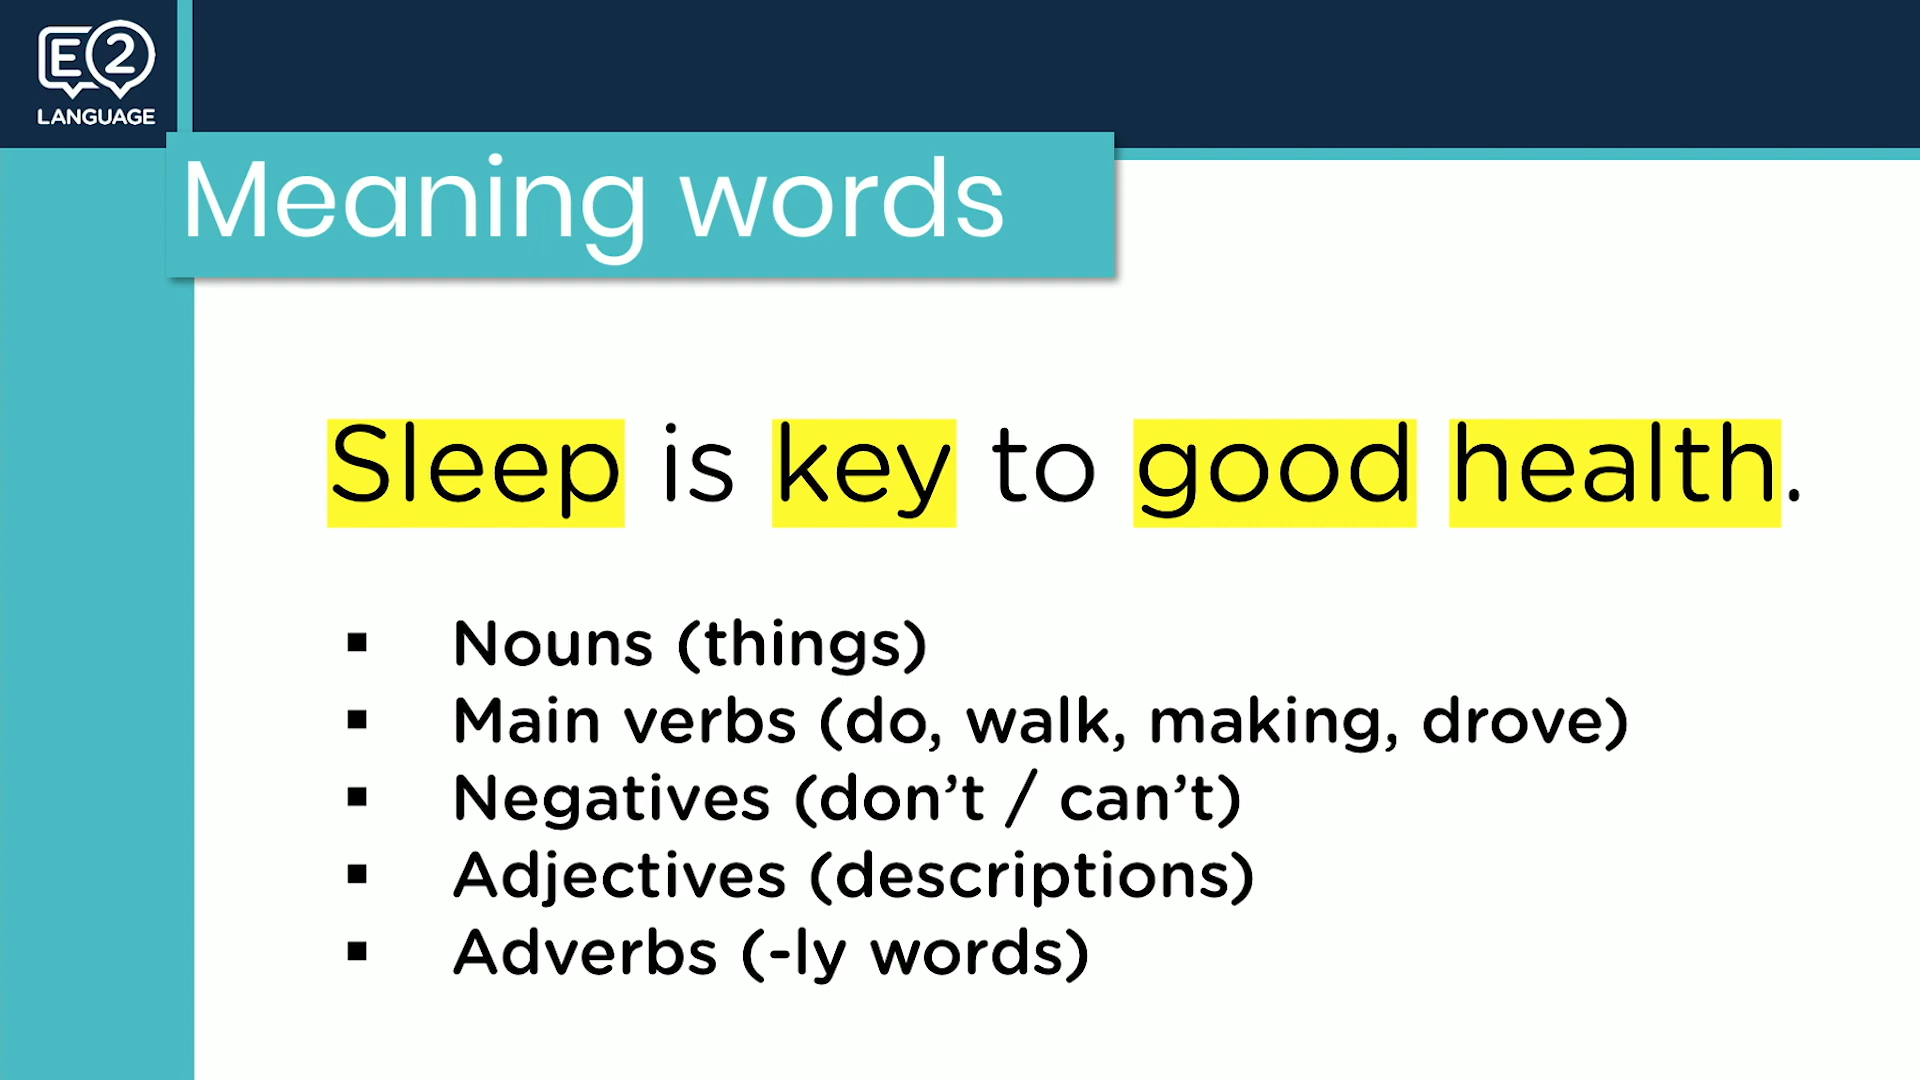 E2
LANGUAGE
Meaning words
Sleep is key to good health.
▪ Nouns (things)
▪ Main verbs (do, walk, making, drove)
▪ Negatives (don’t / can’t)
▪ Adjectives (descriptions)
▪ Adverbs (-ly words)